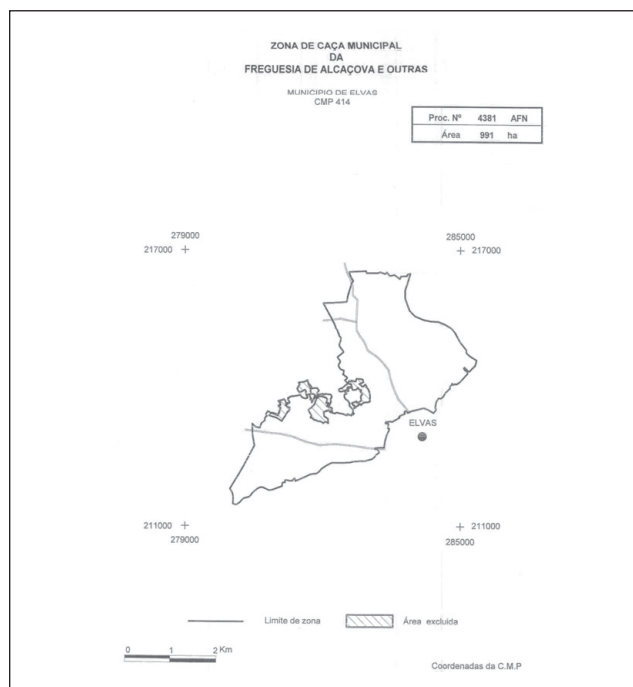 ZONA DE CAÇA MUNICIPAL
DA
FREGUESIA DE ALCAÇOVA E OUTRAS
MUNICIPIO DE ELVAS
CMP 414
Proc. Nº 4381 AFN
Área 991 ha
279000
217000
285000
217000
ELVAS
211000
279000
211000
285000
Limite de zona
Área excluida
0 1 2 Km
Coordenadas da C.M.P